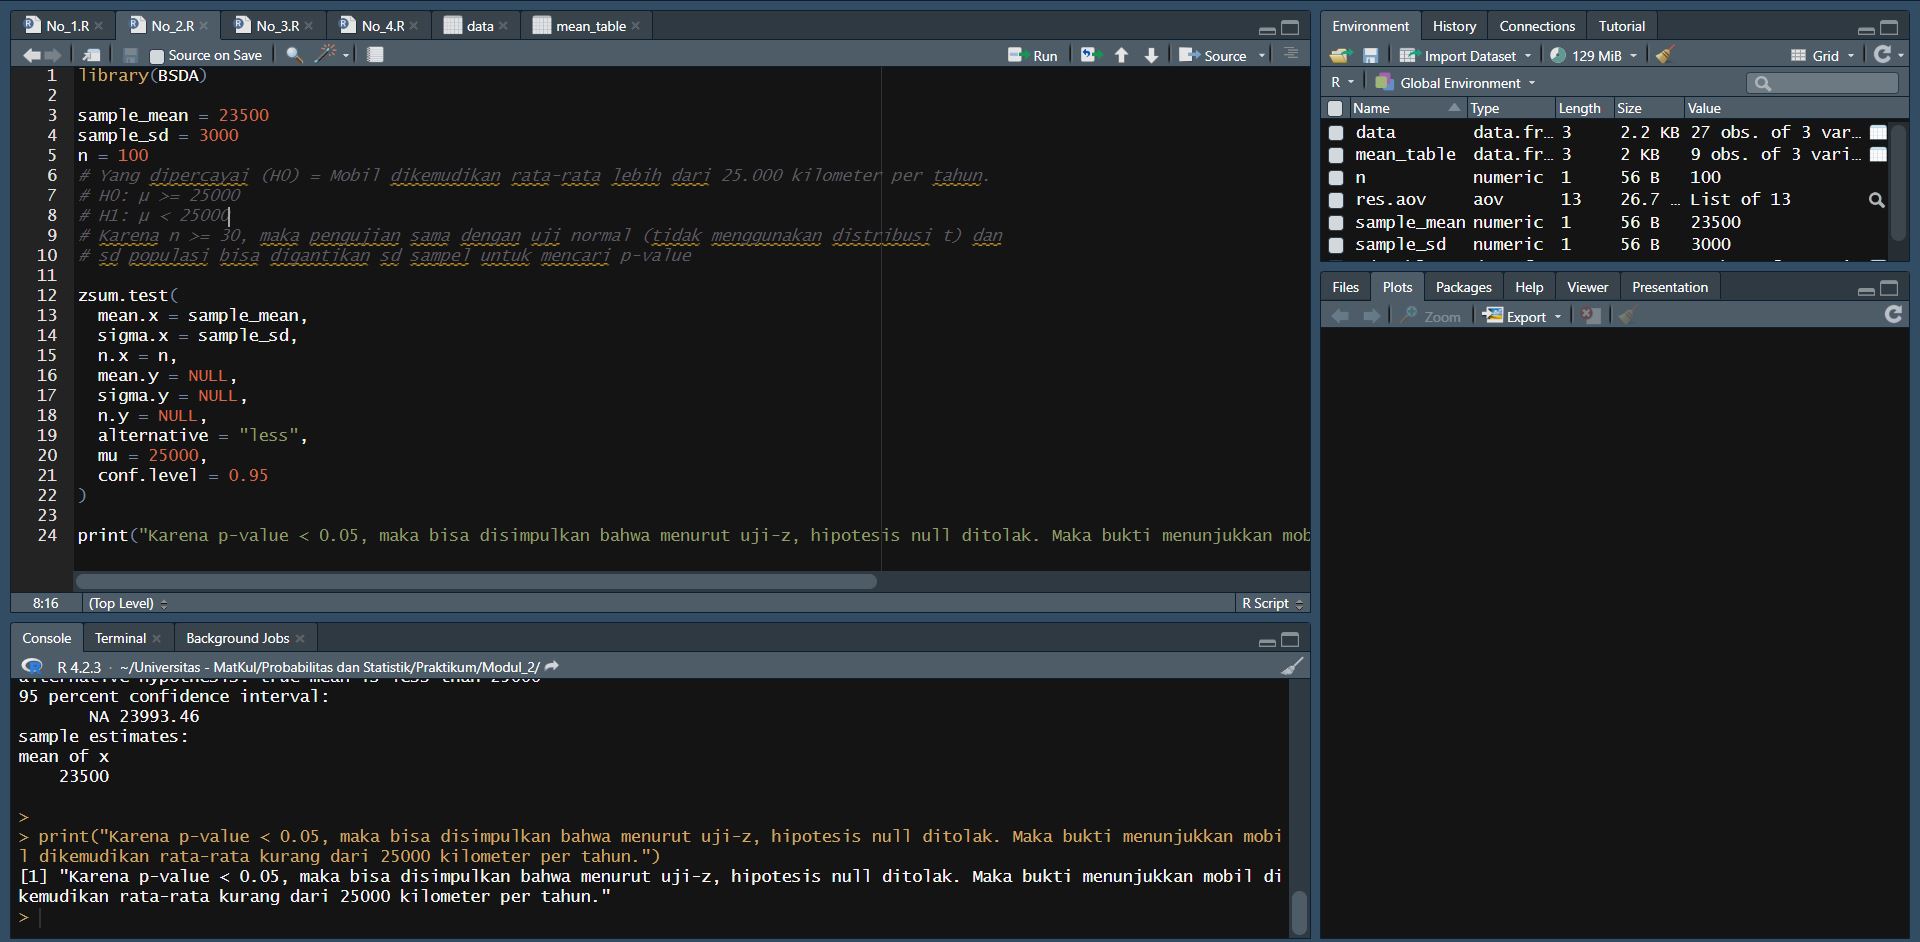 No_1.R
No_2.R
No_3.R
No_4.R
data
mean_table
Source on Save
Run
Source
1 library(BSDA)
2
3 sample_mean = 23500
4 sample_sd = 3000
5 n = 100
6 # Yang dipercayai (H0) = Mobil dikemudikan rata-rata lebih dari 25.000 kilometer per tahun.
7 # H0: μ >= 25000
8 # H1: μ < 25000
9 # Karena n >= 30, maka pengujian sama dengan uji normal (tidak menggunakan distribusi t) dan
10 # sd populasi bisa digantikan sd sampel untuk mencari p-value
11
12 zsum.test(
13 mean.x = sample_mean,
14 sigma.x = sample_sd,
15 n.x = n,
16 mean.y = NULL,
17 sigma.y = NULL,
18 n.y = NULL,
19 alternative = "less",
20 mu = 25000,
21 conf.level = 0.95
22 )
23
24 print("Karena p-value < 0.05, maka bisa disimpulkan bahwa menurut uji-z, hipotesis null ditolak. Maka bukti menunjukkan mob
8:16 (Top Level) R Script
Console Terminal Background Jobs
R 4.2.3 · ~/Universitas - MatKul/Probabilitas dan Statistik/Praktikum/Modul_2/
alternative hypothesis: true mean is less than 25000
95 percent confidence interval:
NA 23993.46
sample estimates:
mean of x
23500
>
> print("Karena p-value < 0.05, maka bisa disimpulkan bahwa menurut uji-z, hipotesis null ditolak. Maka bukti menunjukkan mobi
l dikemudikan rata-rata kurang dari 25000 kilometer per tahun.")
[1] "Karena p-value < 0.05, maka bisa disimpulkan bahwa menurut uji-z, hipotesis null ditolak. Maka bukti menunjukkan mobil di
kemudikan rata-rata kurang dari 25000 kilometer per tahun."
>
Environment History Connections Tutorial
Import Dataset 129 MiB Grid
R Global Environment
Name Type Length Size Value
data data.fr… 3 2.2 KB 27 obs. of 3 var…
mean_table data.fr… 3 2 KB 9 obs. of 3 vari…
n numeric 1 56 B 100
res.aov aov 13 26.7 … List of 13
sample_mean numeric 1 56 B 23500
sample_sd numeric 1 56 B 3000
Files Plots Packages Help Viewer Presentation
Zoom Export